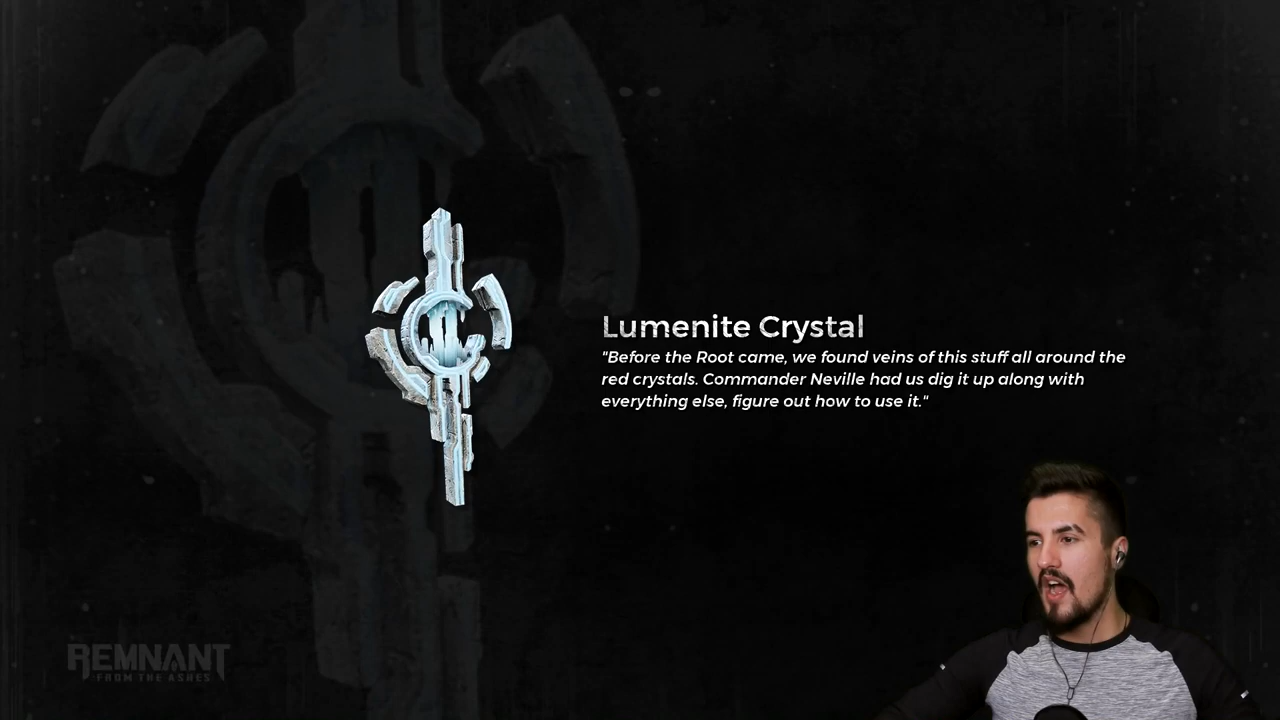 Lumenite Crystal
"Before the Root came, we found veins of this stuff all around the
red crystals. Commander Neville had us dig it up along with
everything else, figure out how to use it."
REMNANT
FROM THE ASHES